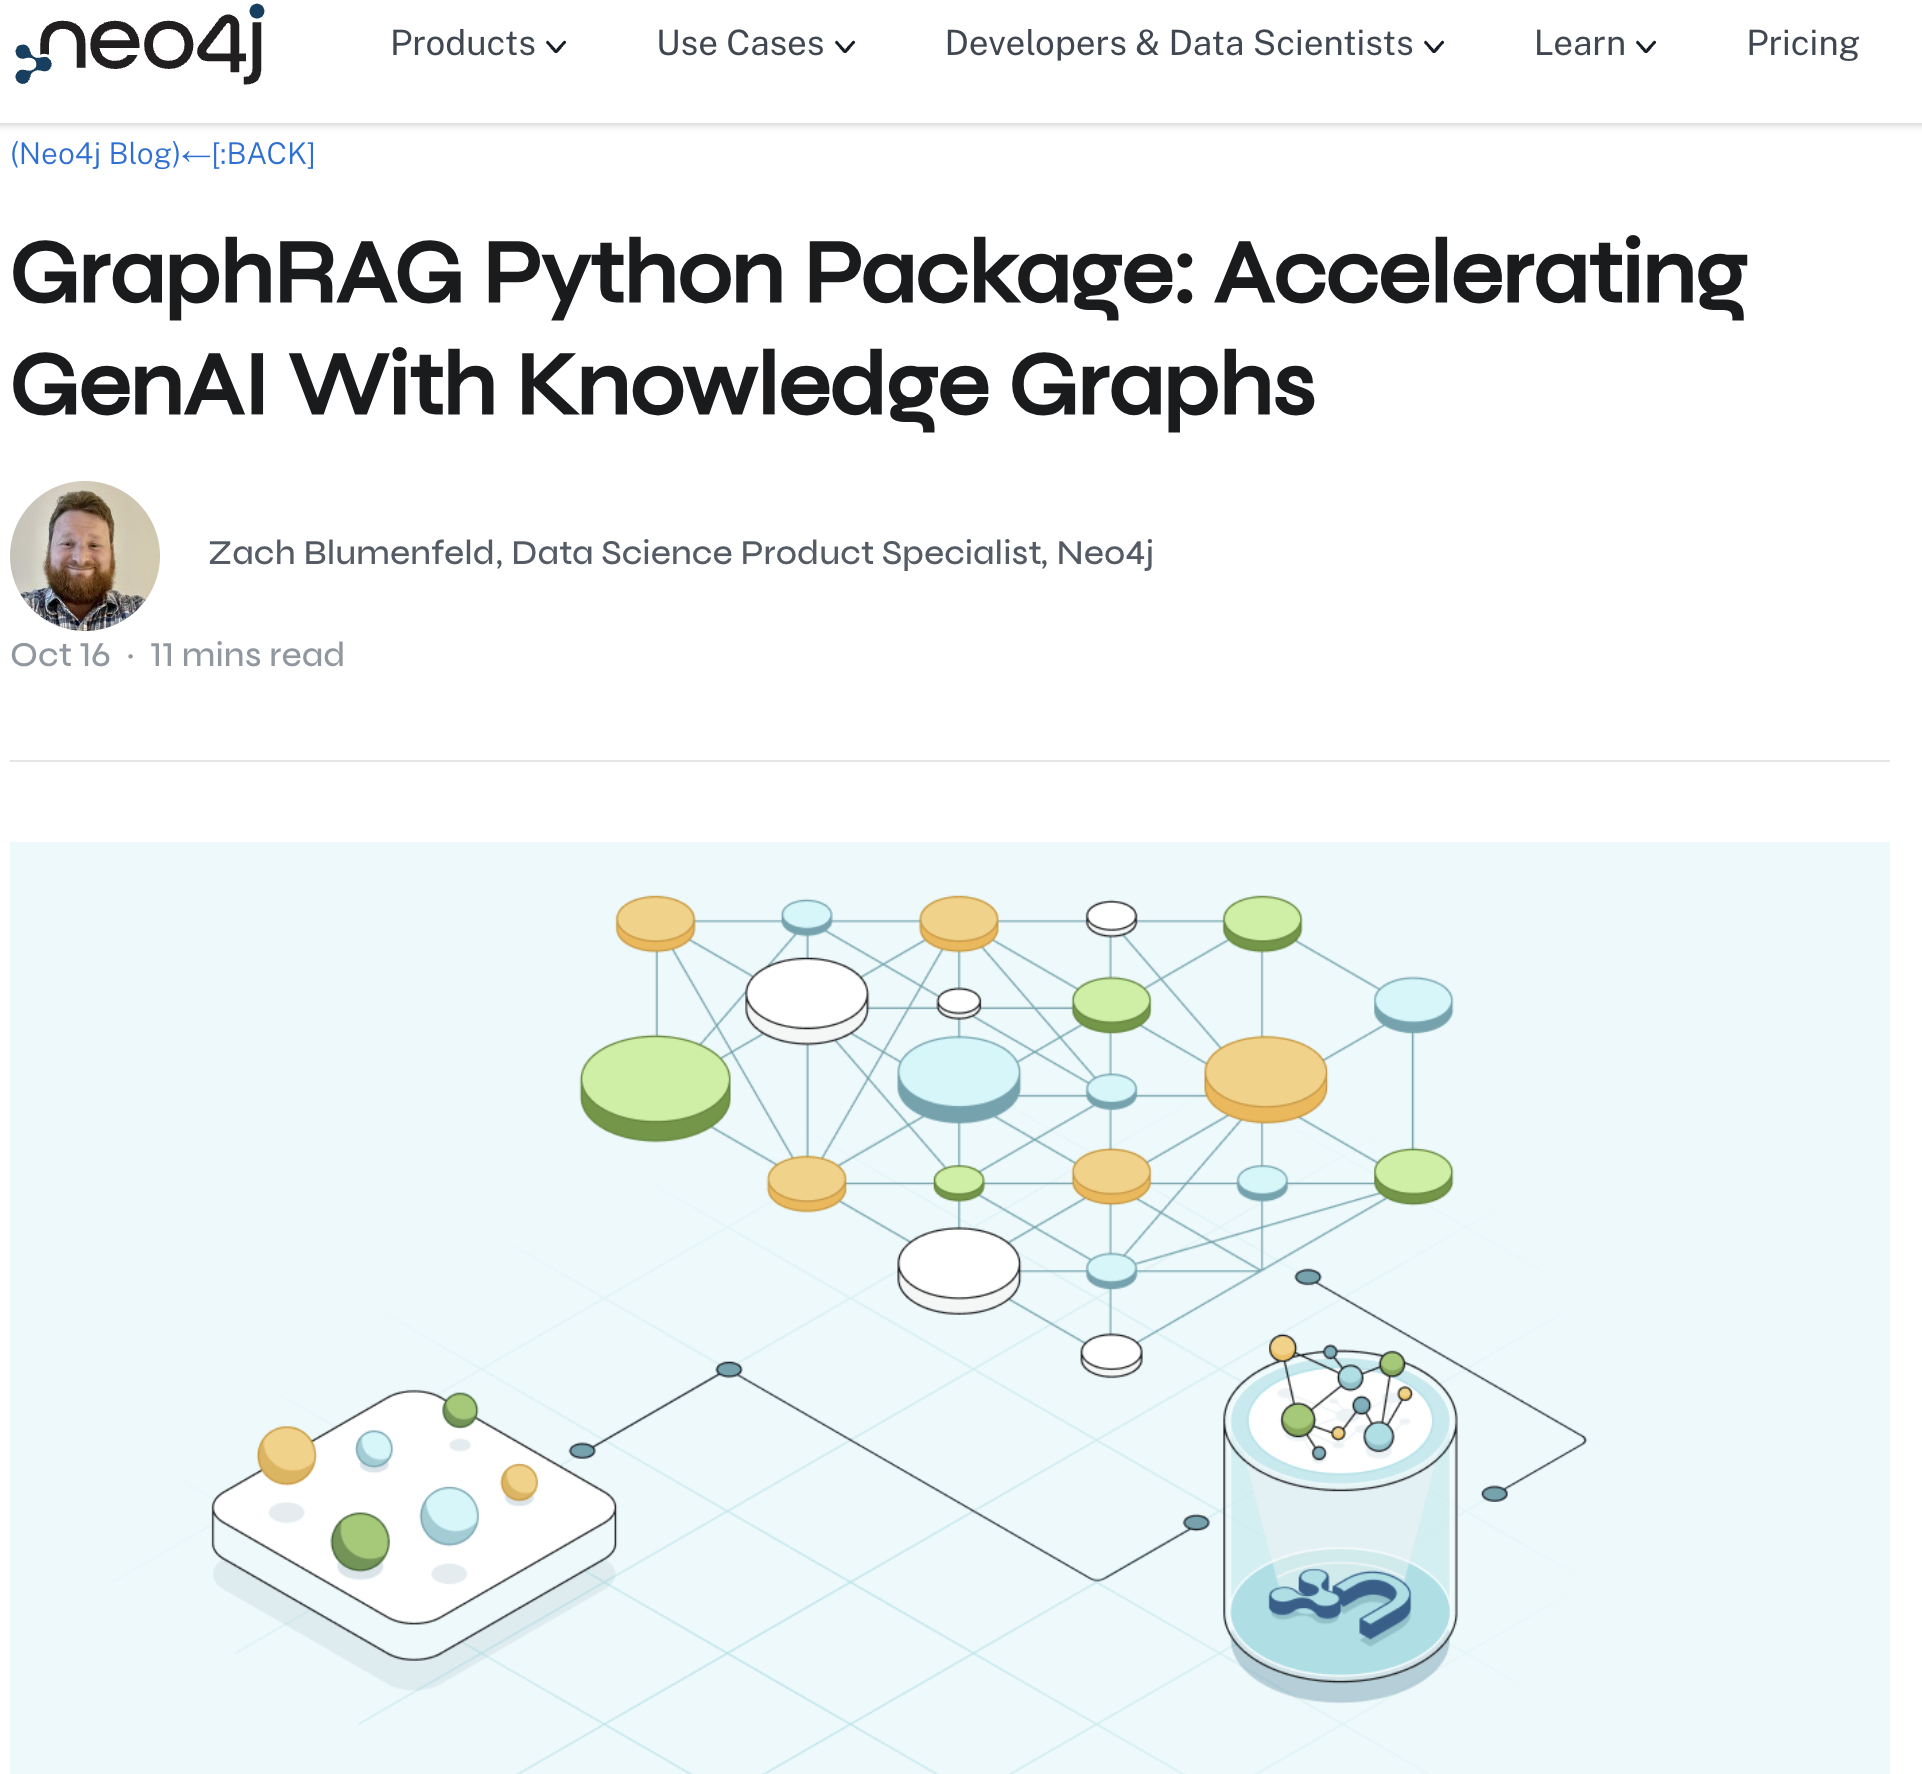 neo4j
Products
Use Cases
Developers & Data Scientists
Learn
Pricing
(Neo4j Blog)←[:BACK]
GraphRAG Python Package: Accelerating
GenAI With Knowledge Graphs
Zach Blumenfeld, Data Science Product Specialist, Neo4j
Oct 16 · 11 mins read